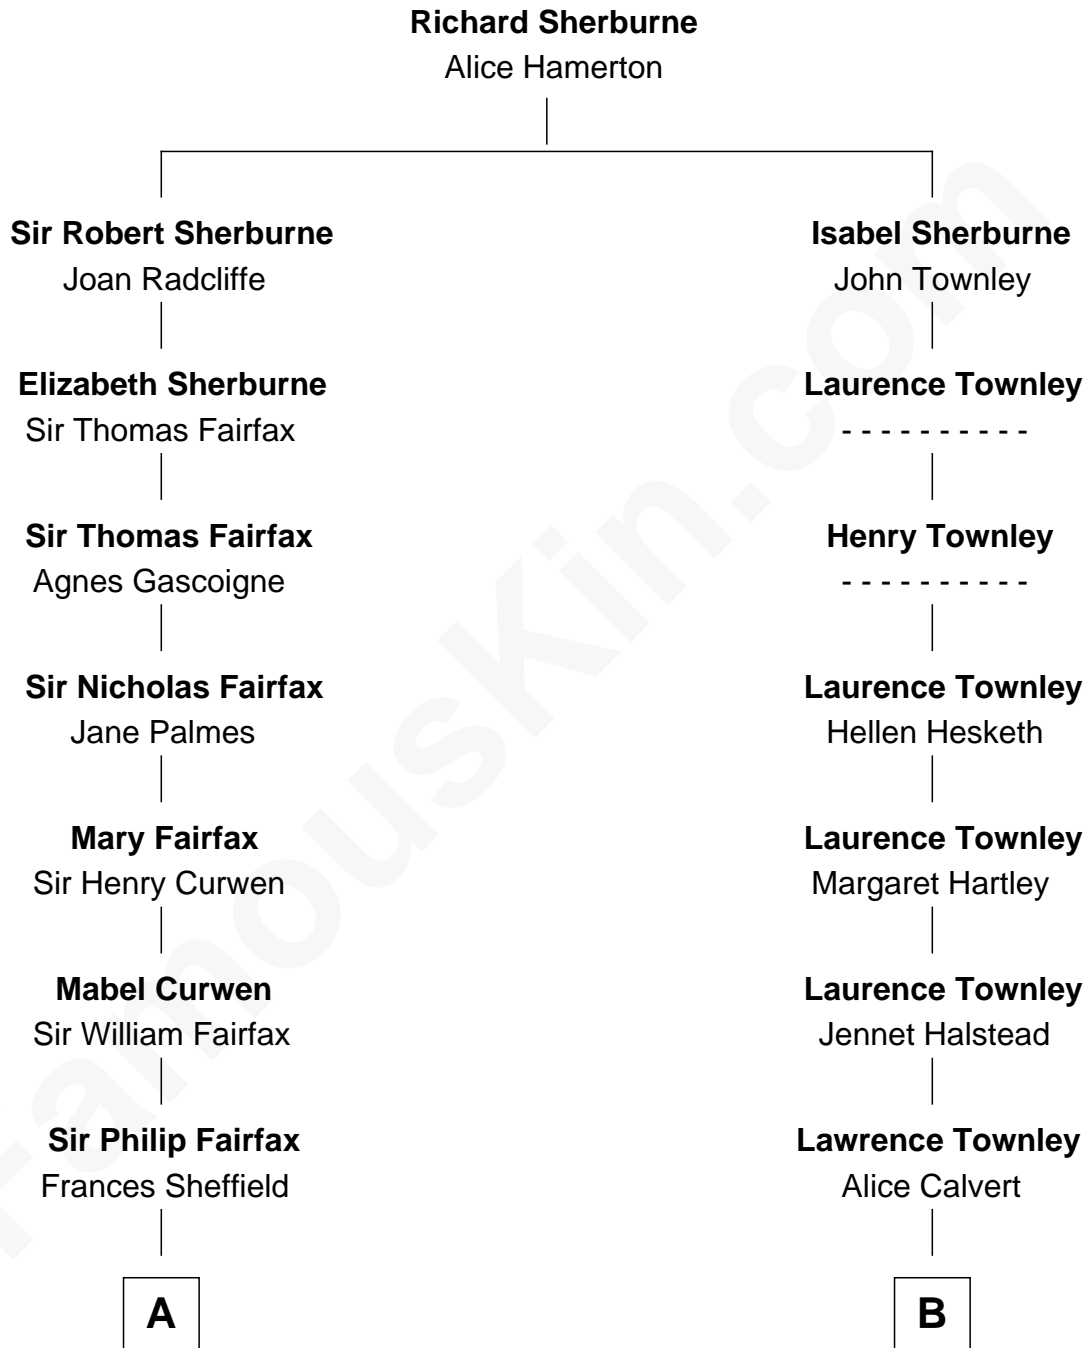 Richard Sherburne
Alice Hamerton
Sir Robert Sherburne
Joan Radcliffe
Isabel Sherburne
John Townley
Elizabeth Sherburne
Sir Thomas Fairfax
Laurence Townley
- - - - - - - - - -
Sir Thomas Fairfax
Agnes Gascoigne
Henry Townley
- - - - - - - - - -
Sir Nicholas Fairfax
Jane Palmes
Laurence Townley
Hellen Hesketh
Mary Fairfax
Sir Henry Curwen
Laurence Townley
Margaret Hartley
Mabel Curwen
Sir William Fairfax
Laurence Townley
Jennet Halstead
Sir Philip Fairfax
Frances Sheffield
Lawrence Townley
Alice Calvert
A
B
FamousKin.com